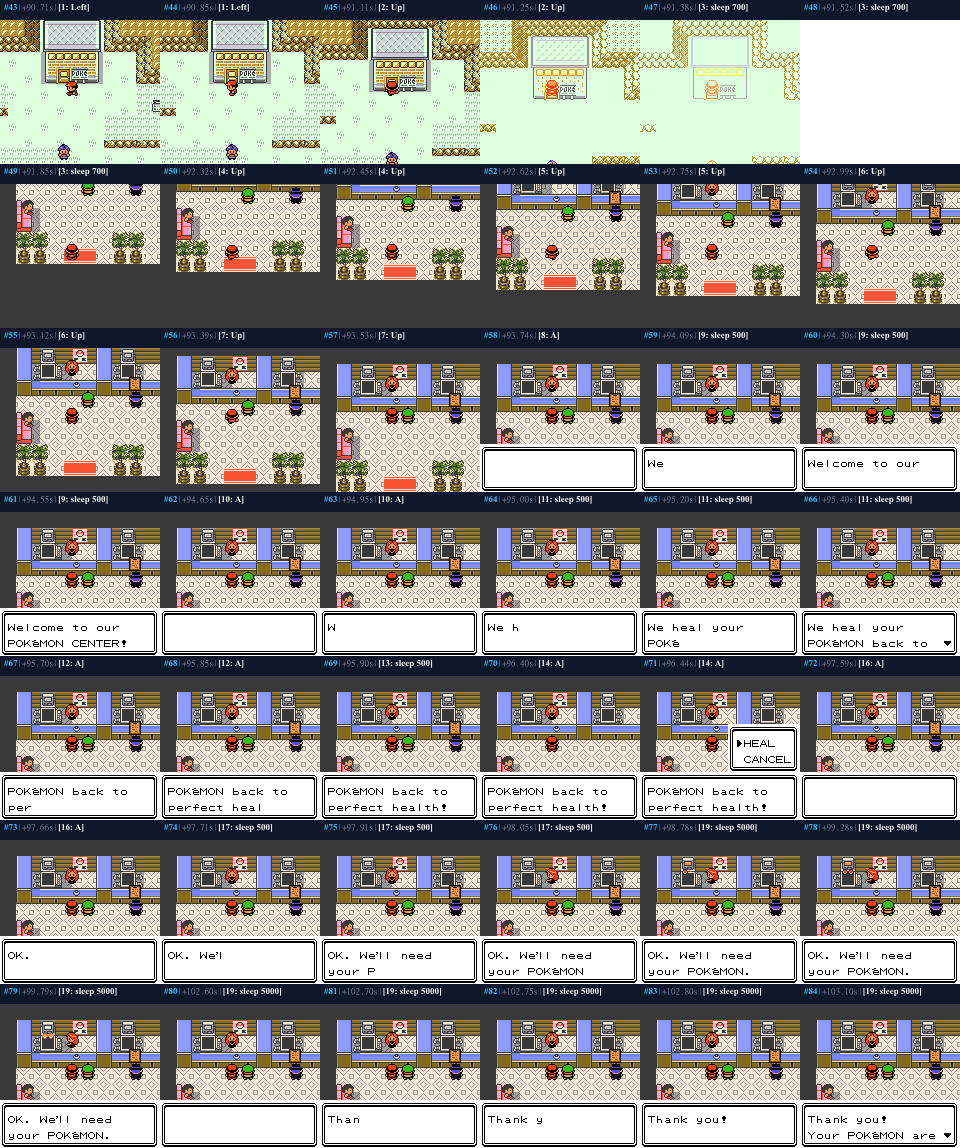 #43|+90.71s|[1: Left]
#44|+90.85s|[1: Left]
#45|+91.11s|[2: Up]
#46|+91.25s|[2: Up]
#47|+91.38s|[3: sleep 700]
#48|+91.52s|[3: sleep 700]
POKé
POKé
POKé
POKé
POKé
#49|+91.85s|[3: sleep 700]
#50|+92.32s|[4: Up]
#51|+92.45s|[4: Up]
#52|+92.62s|[5: Up]
#53|+92.75s|[5: Up]
#54|+92.99s|[6: Up]
#55|+93.12s|[6: Up]
#56|+93.39s|[7: Up]
#57|+93.53s|[7: Up]
#58|+93.74s|[8: A]
#59|+94.09s|[9: sleep 500]
#60|+94.30s|[9: sleep 500]
We
Welcome to our
#61|+94.55s|[9: sleep 500]
#62|+94.65s|[10: A]
#63|+94.95s|[10: A]
#64|+95.00s|[11: sleep 500]
#65|+95.20s|[11: sleep 500]
#66|+95.40s|[11: sleep 500]
Welcome to our
POKéMON CENTER!
W
We h
We heal your
POKé
We heal your
POKéMON back to ▼
#67|+95.70s|[12: A]
#68|+95.85s|[12: A]
#69|+95.90s|[13: sleep 500]
#70|+96.40s|[14: A]
#71|+96.44s|[14: A]
#72|+97.59s|[16: A]
POKéMON back to
per
POKéMON back to
perfect heal
POKéMON back to
perfect health!
POKéMON back to
perfect health!
▶HEAL
CANCEL
POKéMON back to
perfect health!
#73|+97.66s|[16: A]
#74|+97.71s|[17: sleep 500]
#75|+97.91s|[17: sleep 500]
#76|+98.05s|[17: sleep 500]
#77|+98.78s|[19: sleep 5000]
#78|+99.28s|[19: sleep 5000]
OK.
OK. We'l
OK. We'll need
your P
OK. We'll need
your POKéMON
OK. We'll need
your POKéMON.
OK. We'll need
your POKéMON.
#79|+99.79s|[19: sleep 5000]
#80|+102.60s|[19: sleep 5000]
#81|+102.70s|[19: sleep 5000]
#82|+102.75s|[19: sleep 5000]
#83|+102.80s|[19: sleep 5000]
#84|+103.10s|[19: sleep 5000]
OK. We'll need
your POKéMON.
Than
Thank y
Thank you!
Thank you!
Your POKéMON are ▼